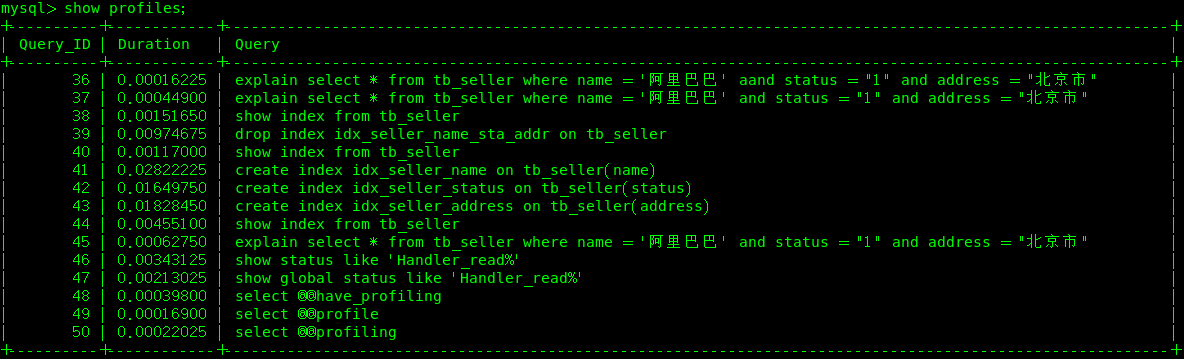 mysql> show profiles;
+----------+------------+--------------------------------------------------------------------------------------------------------+
| Query_ID | Duration | Query |
+----------+------------+--------------------------------------------------------------------------------------------------------+
| 36 | 0.00016225 | explain select * from tb_seller where name = '阿里巴巴' aand status = "1" and address = "北京市"
| 37 | 0.00044900 | explain select * from tb_seller where name = '阿里巴巴' and status = "1" and address = "北京市" |
| 38 | 0.00151650 | show index from tb_seller |
| 39 | 0.00974675 | drop index idx_seller_name_sta_addr on tb_seller |
| 40 | 0.00117000 | show index from tb_seller |
| 41 | 0.02822225 | create index idx_seller_name on tb_seller(name) |
| 42 | 0.01649750 | create index idx_seller_status on tb_seller(status) |
| 43 | 0.01828450 | create index idx_seller_address on tb_seller(address) |
| 44 | 0.00455100 | show index from tb_seller |
| 45 | 0.00062750 | explain select * from tb_seller where name = '阿里巴巴' and status = "1" and address = "北京市" |
| 46 | 0.00343125 | show status like 'Handler_read%' |
| 47 | 0.00213025 | show global status like 'Handler_read%' |
| 48 | 0.00039800 | select @@have_profiling |
| 49 | 0.00016900 | select @@profile |
| 50 | 0.00022025 | select @@profiling |
+----------+------------+--------------------------------------------------------------------------------------------------------+